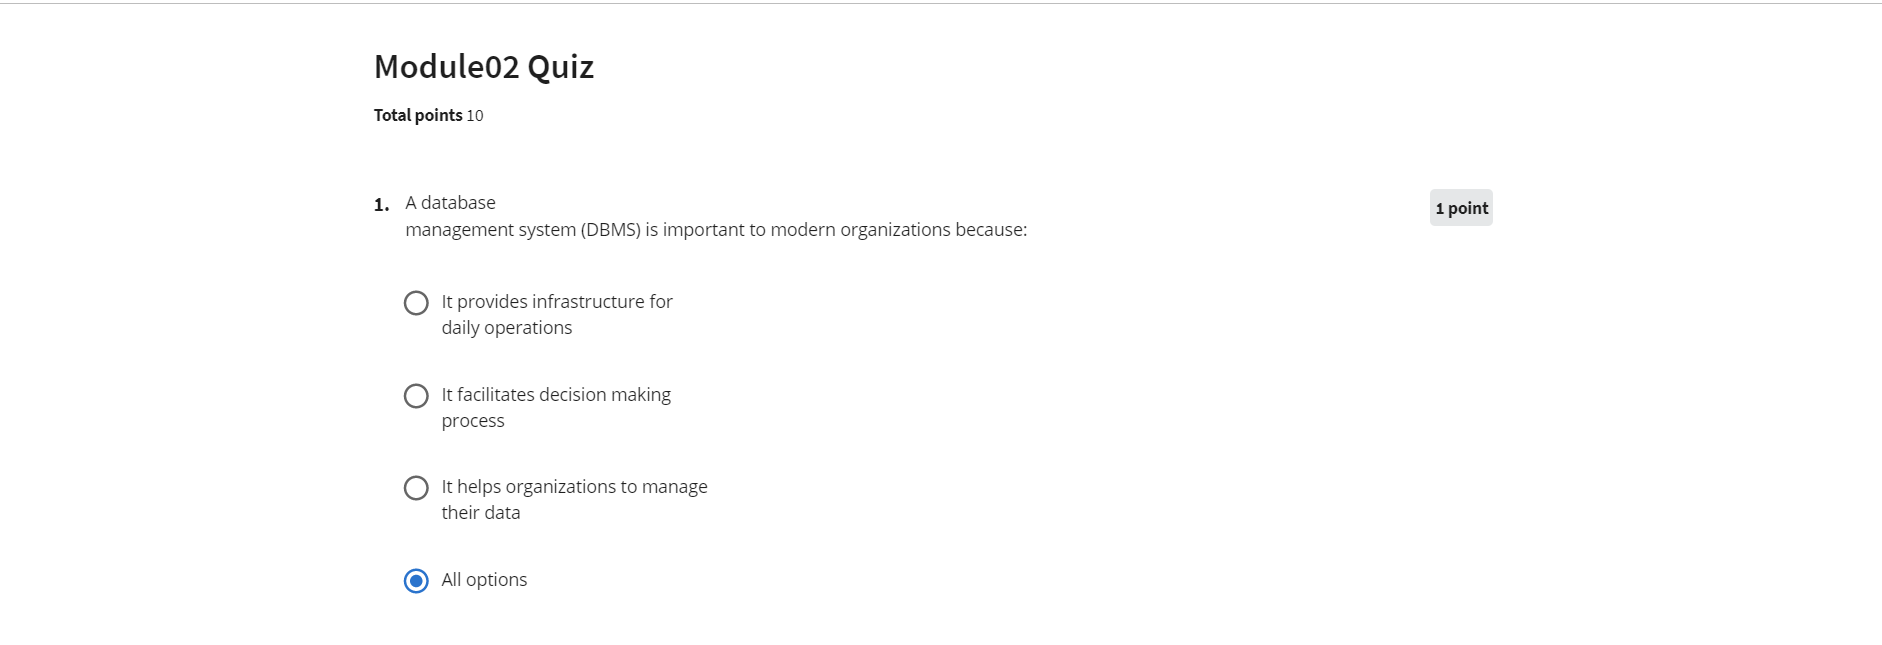 Module02 Quiz
Total points 10
1. A database
1 point
management system (DBMS) is important to modern organizations because:
It provides infrastructure for
daily operations
It facilitates decision making
process
It helps organizations to manage
their data
All options